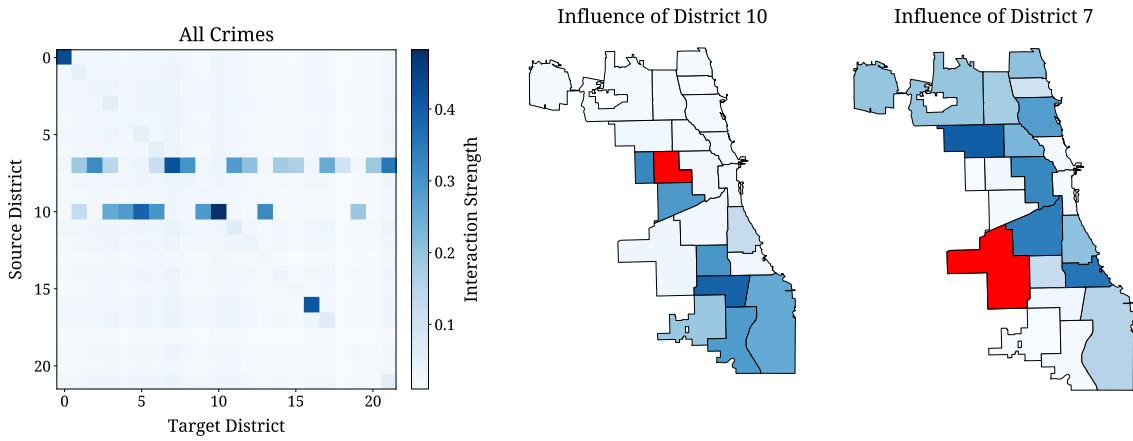 All Crimes
0
5
10
15
20
0
5
10
15
20
Source District
Target District
0.4
0.3
0.2
0.1
Interaction Strength
Influence of District 10
Influence of District 7